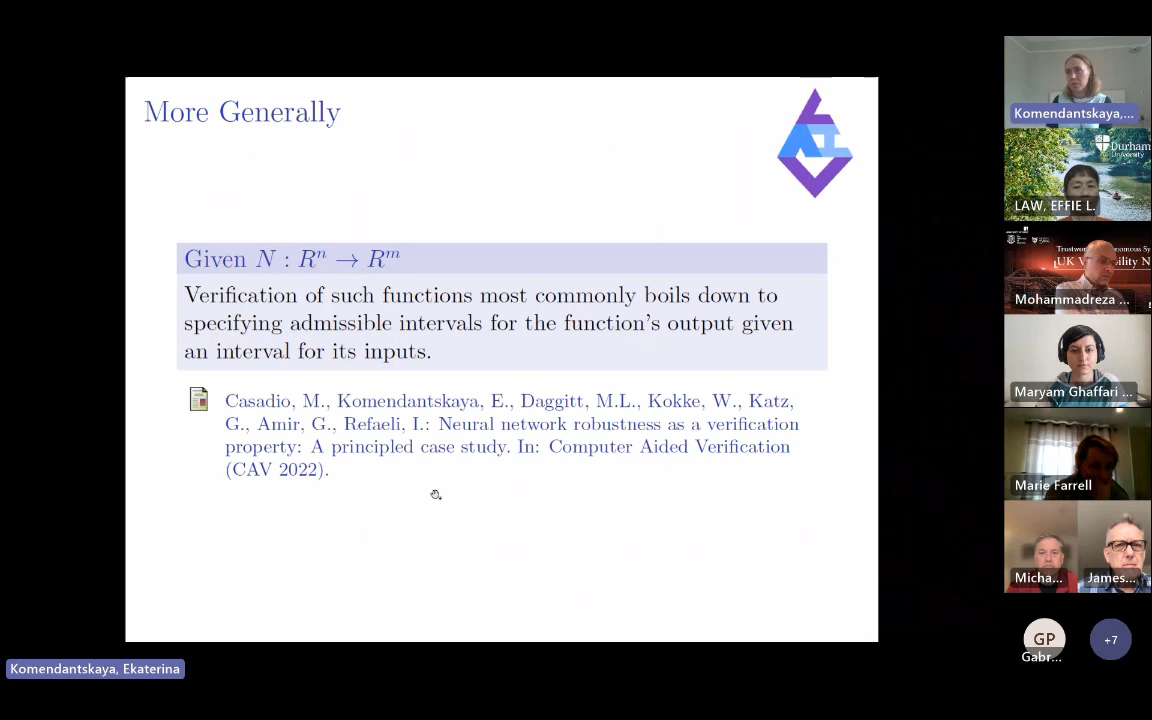 More Generally
Given N : Rⁿ → Rᵐ
Verification of such functions most commonly boils down to
specifying admissible intervals for the function's output given
an interval for its inputs.
Casadio, M., Komendantskaya, E., Daggitt, M.L., Kokke, W., Katz,
G., Amir, G., Refaeli, I.: Neural network robustness as a verification
property: A principled case study. In: Computer Aided Verification
(CAV 2022).
Komendantskaya, Ekaterina
Komendantskaya,...
Durham
University
LAW, EFFIE L.
Mohammadreza ...
Maryam Ghaffari ...
Marie Farrell
Micha...
James...
GP
Gabr...
+7